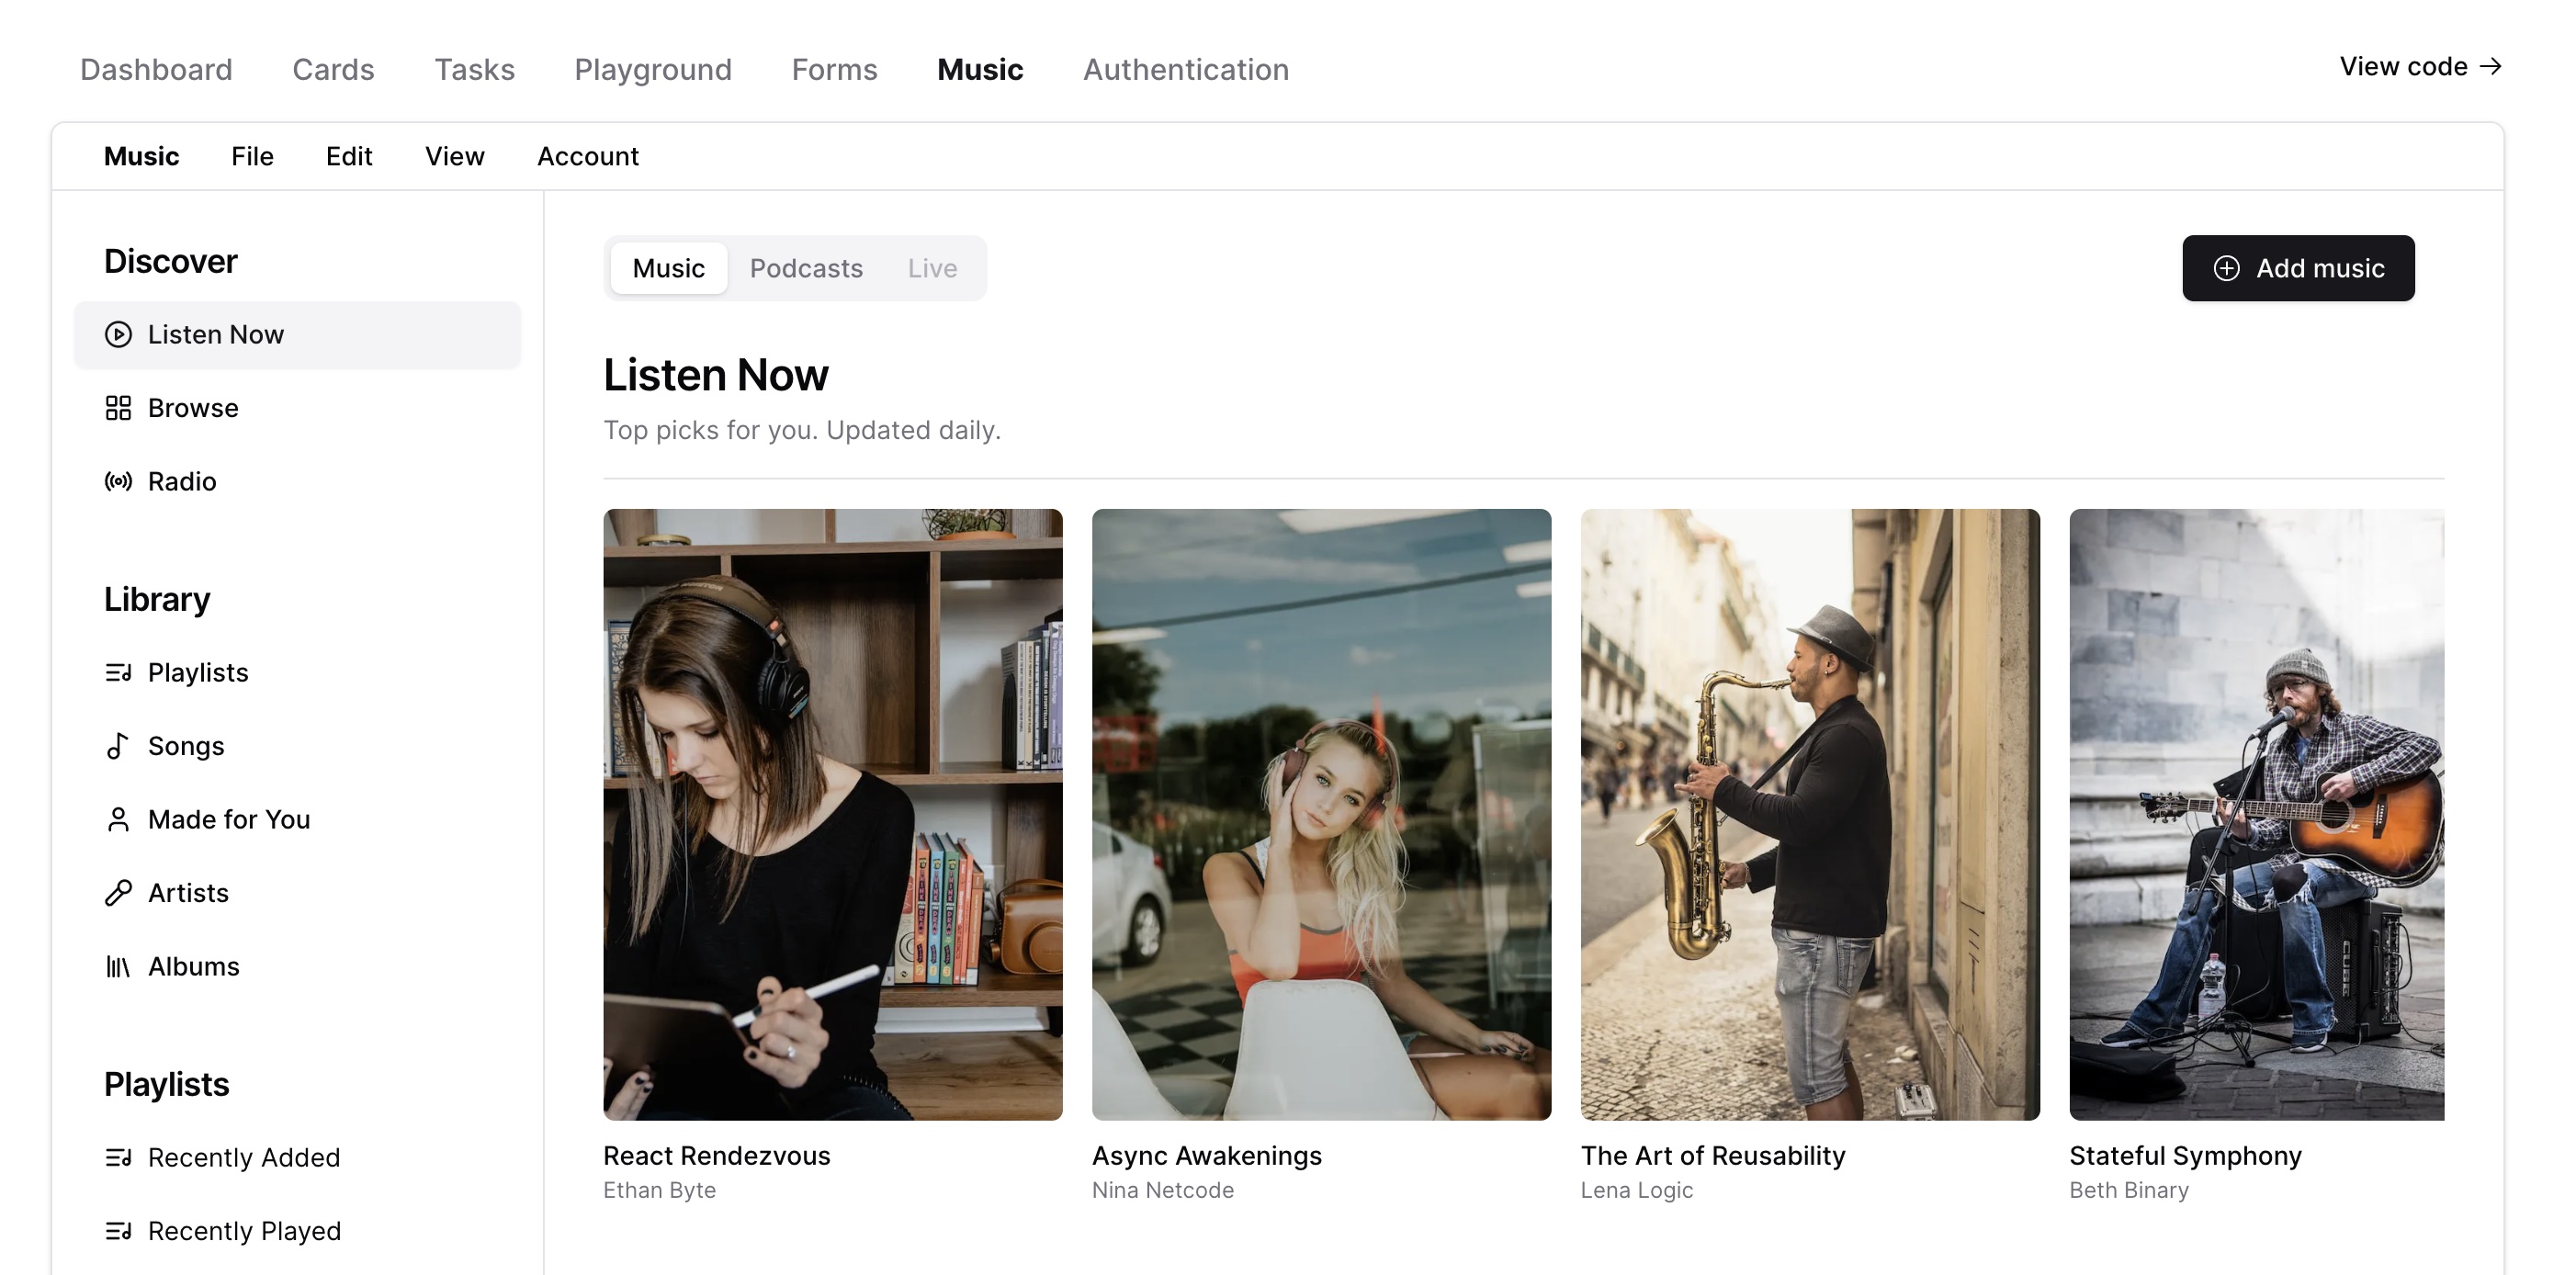 Dashboard Cards Tasks Playground Forms Music Authentication View code →
Music File Edit View Account
Discover
Listen Now
Browse
Radio
Library
Playlists
Songs
Made for You
Artists
Albums
Playlists
Recently Added
Recently Played
Music Podcasts Live
Add music
Listen Now
Top picks for you. Updated daily.
React Rendezvous
Ethan Byte
Async Awakenings
Nina Netcode
The Art of Reusability
Lena Logic
Stateful Symphony
Beth Binary